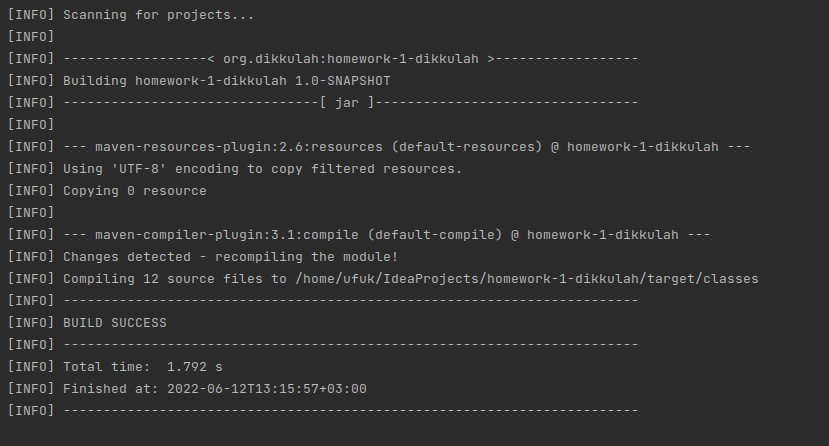 [INFO] Scanning for projects...
[INFO]
[INFO] ------------------< org.dikkulah:homework-1-dikkulah >------------------
[INFO] Building homework-1-dikkulah 1.0-SNAPSHOT
[INFO] --------------------------------[ jar ]---------------------------------
[INFO]
[INFO] --- maven-resources-plugin:2.6:resources (default-resources) @ homework-1-dikkulah ---
[INFO] Using 'UTF-8' encoding to copy filtered resources.
[INFO] Copying 0 resource
[INFO]
[INFO] --- maven-compiler-plugin:3.1:compile (default-compile) @ homework-1-dikkulah ---
[INFO] Changes detected - recompiling the module!
[INFO] Compiling 12 source files to /home/ufuk/IdeaProjects/homework-1-dikkulah/target/classes
[INFO] ------------------------------------------------------------------------
[INFO] BUILD SUCCESS
[INFO] ------------------------------------------------------------------------
[INFO] Total time:  1.792 s
[INFO] Finished at: 2022-06-12T13:15:57+03:00
[INFO] ------------------------------------------------------------------------